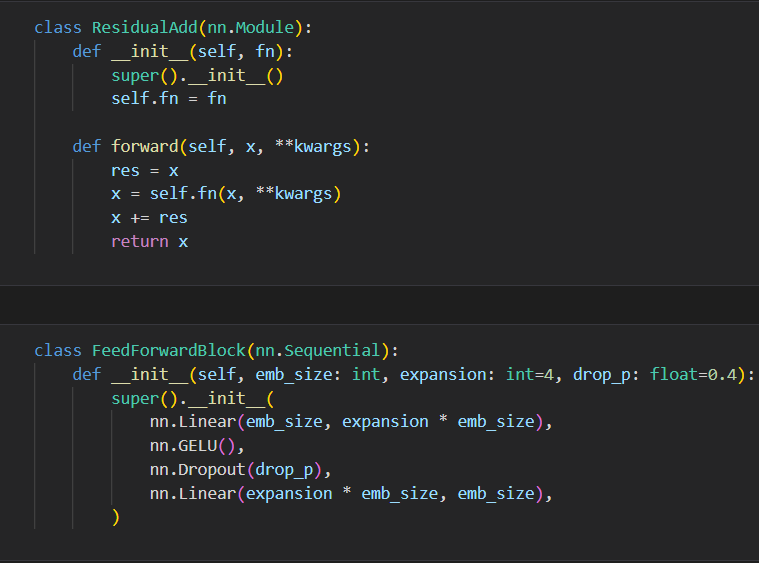 class ResidualAdd(nn.Module):
    def __init__(self, fn):
        super().__init__()
        self.fn = fn

    def forward(self, x, **kwargs):
        res = x
        x = self.fn(x, **kwargs)
        x += res
        return x

class FeedForwardBlock(nn.Sequential):
    def __init__(self, emb_size: int, expansion: int=4, drop_p: float=0.4):
        super().__init__(
            nn.Linear(emb_size, expansion * emb_size),
            nn.GELU(),
            nn.Dropout(drop_p),
            nn.Linear(expansion * emb_size, emb_size),
        )